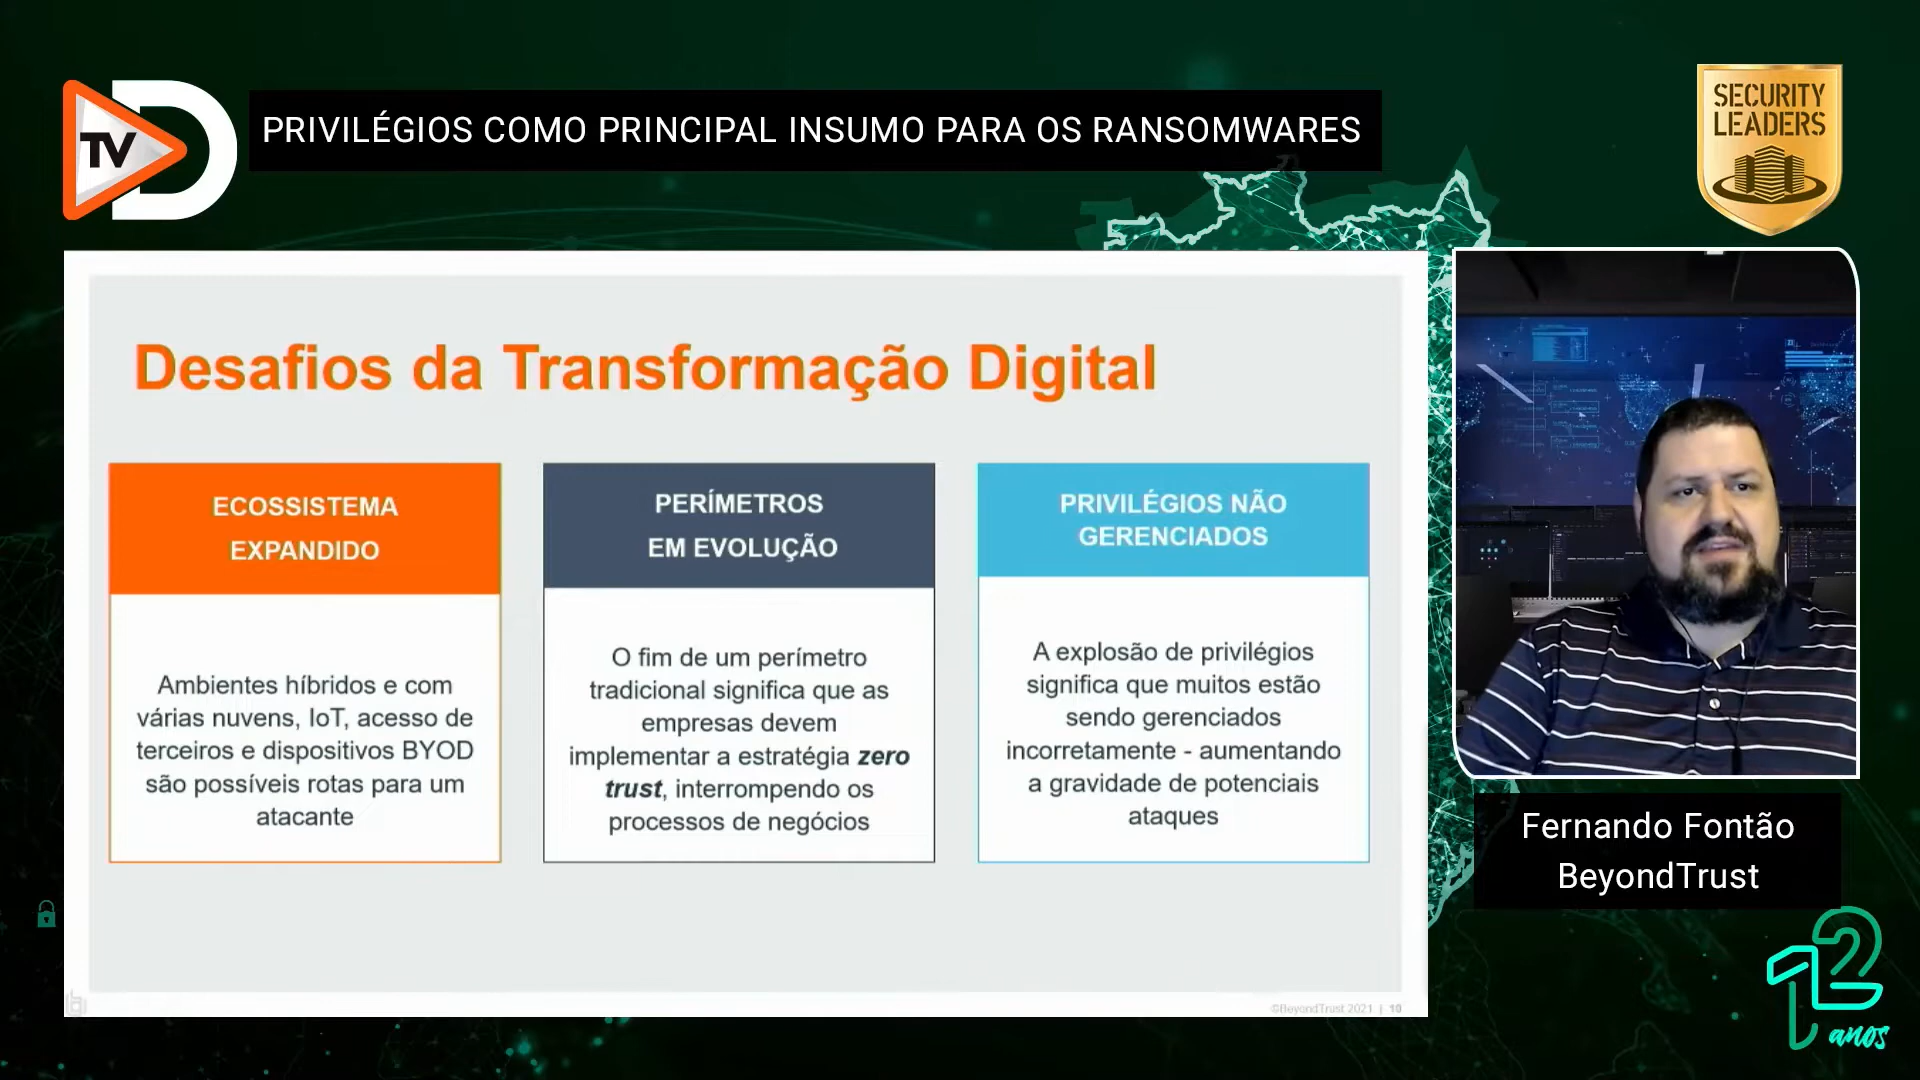 TV D
PRIVILÉGIOS COMO PRINCIPAL INSUMO PARA OS RANSOMWARES
SECURITY
LEADERS
Desafios da Transformação Digital
ECOSSISTEMA
EXPANDIDO
Ambientes híbridos e com
várias nuvens, IoT, acesso de
terceiros e dispositivos BYOD
são possíveis rotas para um
atacante
PERÍMETROS
EM EVOLUÇÃO
O fim de um perímetro
tradicional significa que as
empresas devem
implementar a estratégia zero
trust, interrompendo os
processos de negócios
PRIVILÉGIOS NÃO
GERENCIADOS
A explosão de privilégios
significa que muitos estão
sendo gerenciados
incorretamente - aumentando
a gravidade de potenciais
ataques
©BeyondTrust 2021 | 10
Fernando Fontão
BeyondTrust
12
anos